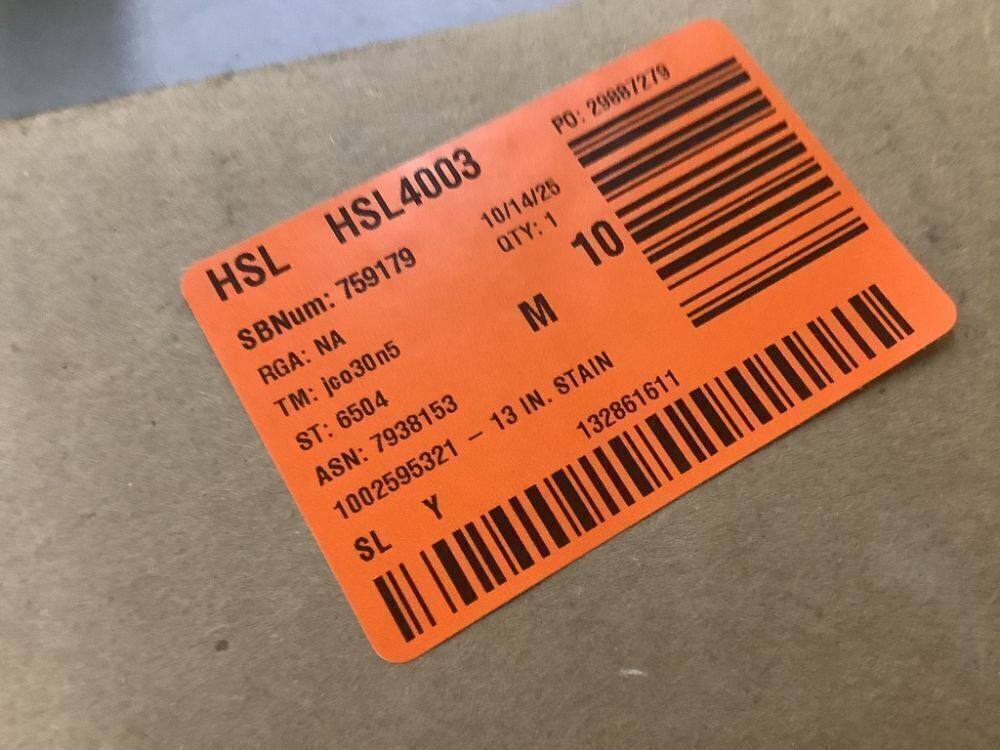 HSL HSL4003
PO: 29887279
SBNum: 759179
10/14/25
RGA: NA
QTY: 1
10
TM: jco30n5
M
ST: 6504
ASN: 7938153
1002595321 – 13 IN. STAIN
132861611
SL Y